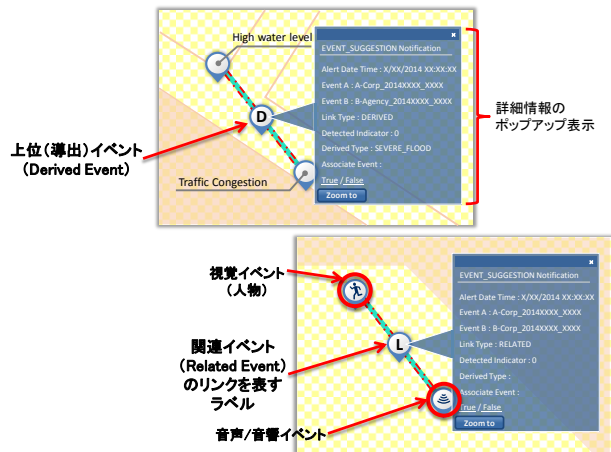 High water level
EVENT_SUGGESTION Notification
Alert Date Time : X/XX/2014 XX:XX:XX
Event A : A-Corp_2014XXXX_XXXX
Event B : B-Agency_2014XXXX_XXXX
Link Type : DERIVED
Detected Indicator : 0
Derived Type : SEVERE_FLOOD
Associate Event :
True / False
Zoom to
D
Traffic Congestion
上位(導出)イベント
(Derived Event)
詳細情報の
ポップアップ表示
視覚イベント
(人物)
関連イベント
(Related Event)
のリンクを表す
ラベル
音声/音響イベント
L
EVENT_SUGGESTION Notification
Alert Date Time : X/XX/2014 XX:XX:XX
Event A : A-Corp_2014XXXX_XXXX
Event B : B-Corp_2014XXXX_XXXX
Link Type : RELATED
Detected Indicator : 0
Derived Type :
Associate Event :
True / False
Zoom to